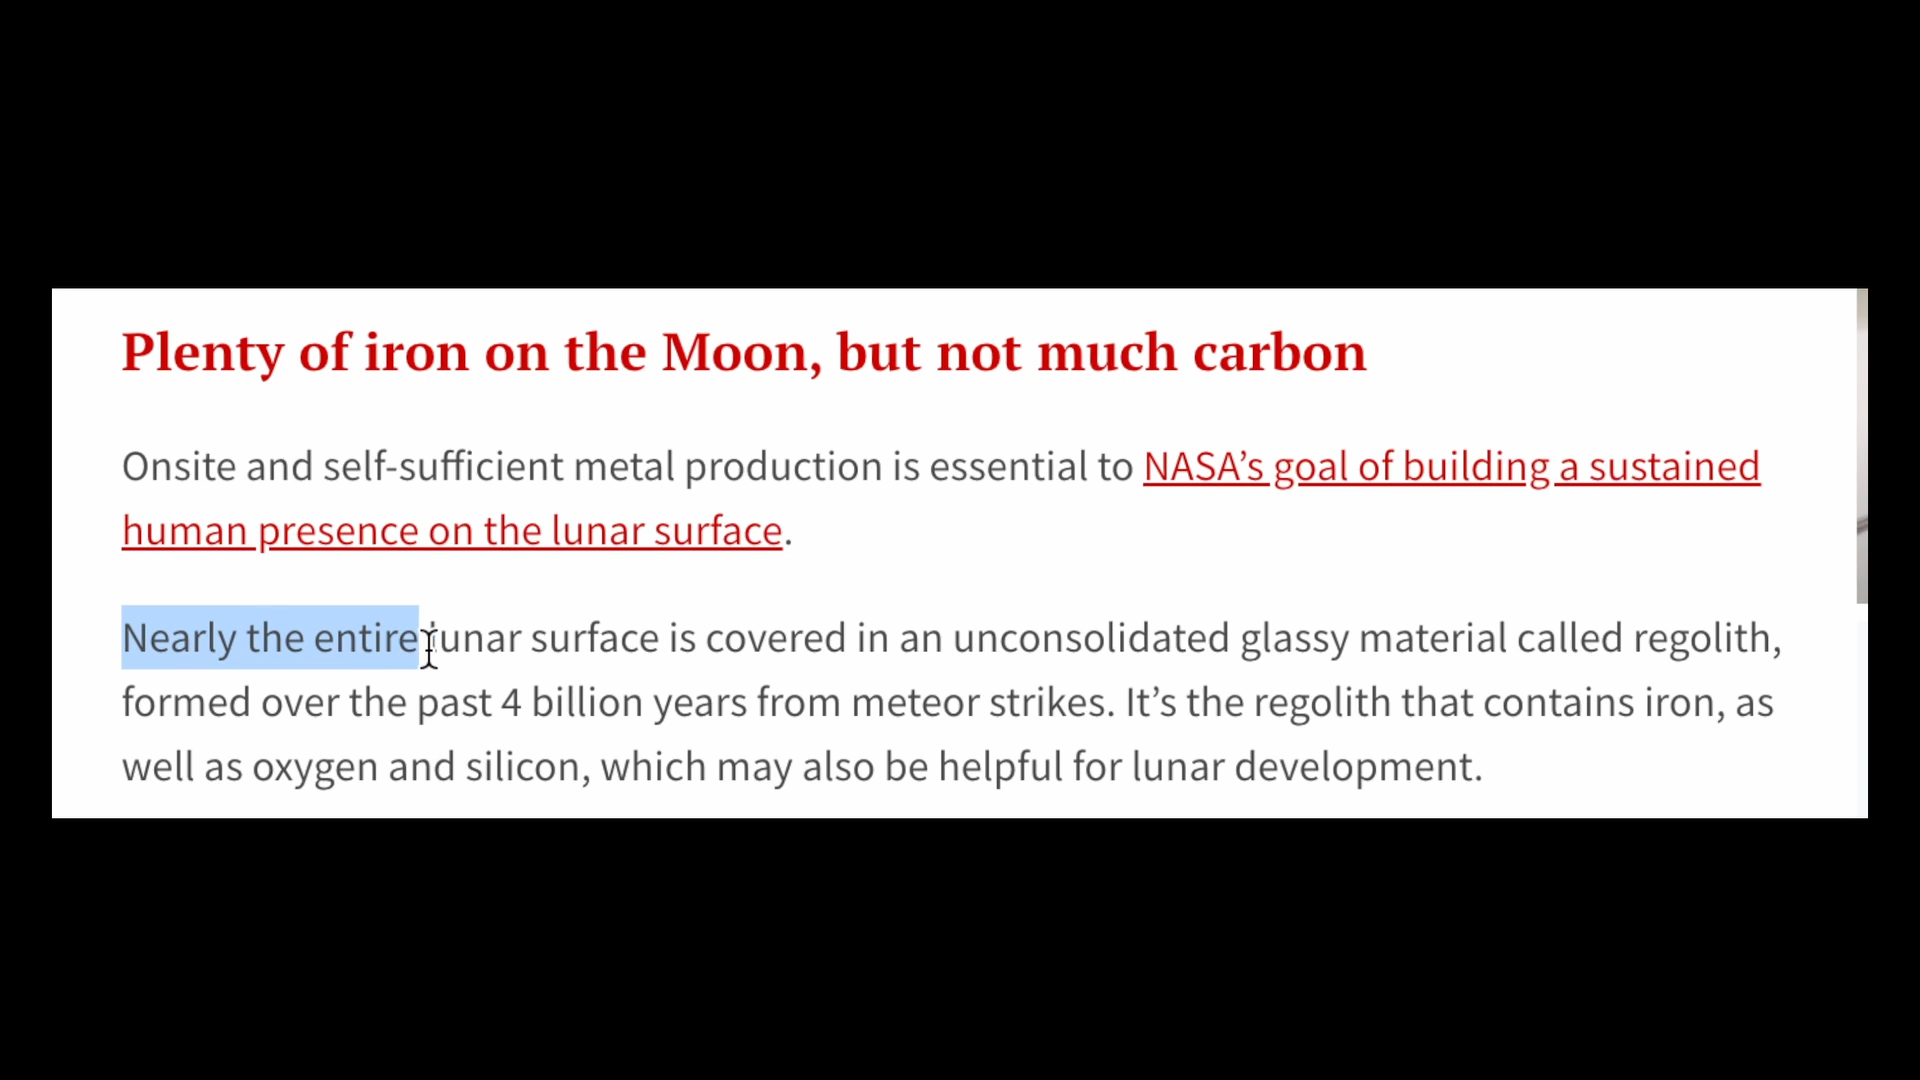 Plenty of iron on the Moon, but not much carbon
Onsite and self-sufficient metal production is essential to NASA’s goal of building a sustained
human presence on the lunar surface.
Nearly the entire lunar surface is covered in an unconsolidated glassy material called regolith,
formed over the past 4 billion years from meteor strikes. It’s the regolith that contains iron, as
well as oxygen and silicon, which may also be helpful for lunar development.